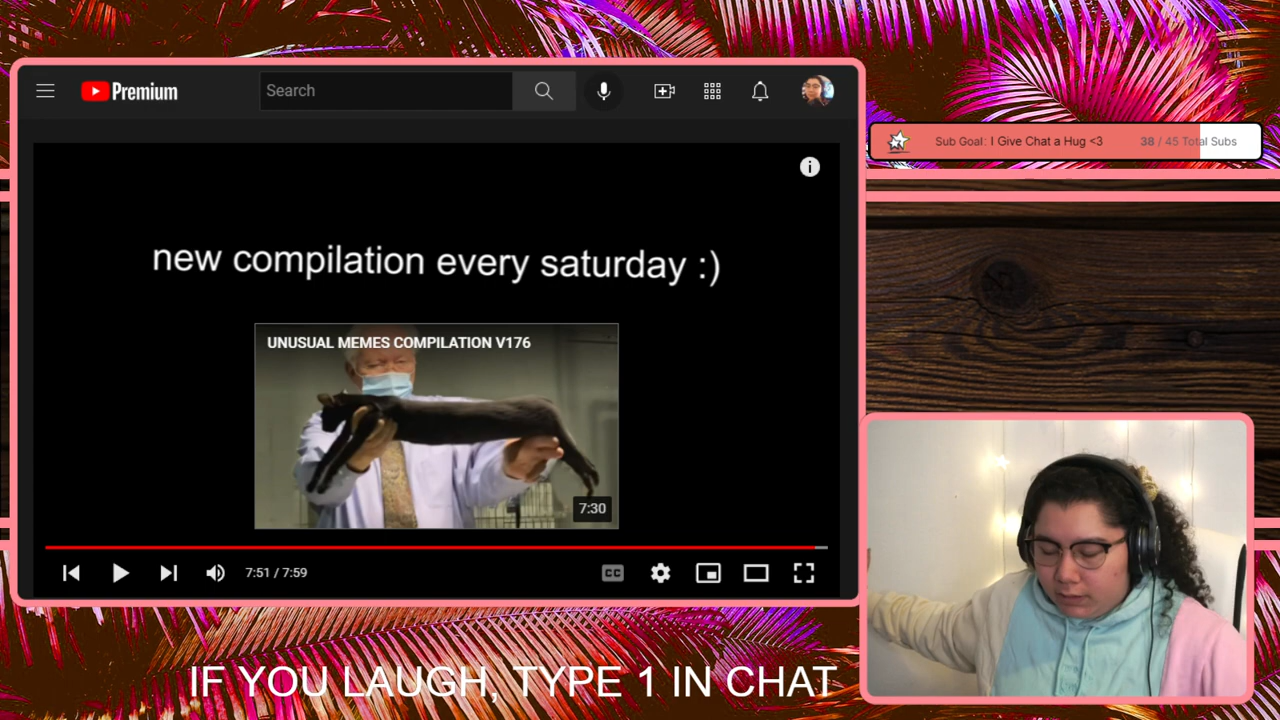 Premium
Search
Sub Goal: I Give Chat a Hug <3 38 / 45 Total Subs
new compilation every saturday :)
UNUSUAL MEMES COMPILATION V176
7:30
7:51 / 7:59
CC
IF YOU LAUGH, TYPE 1 IN CHAT